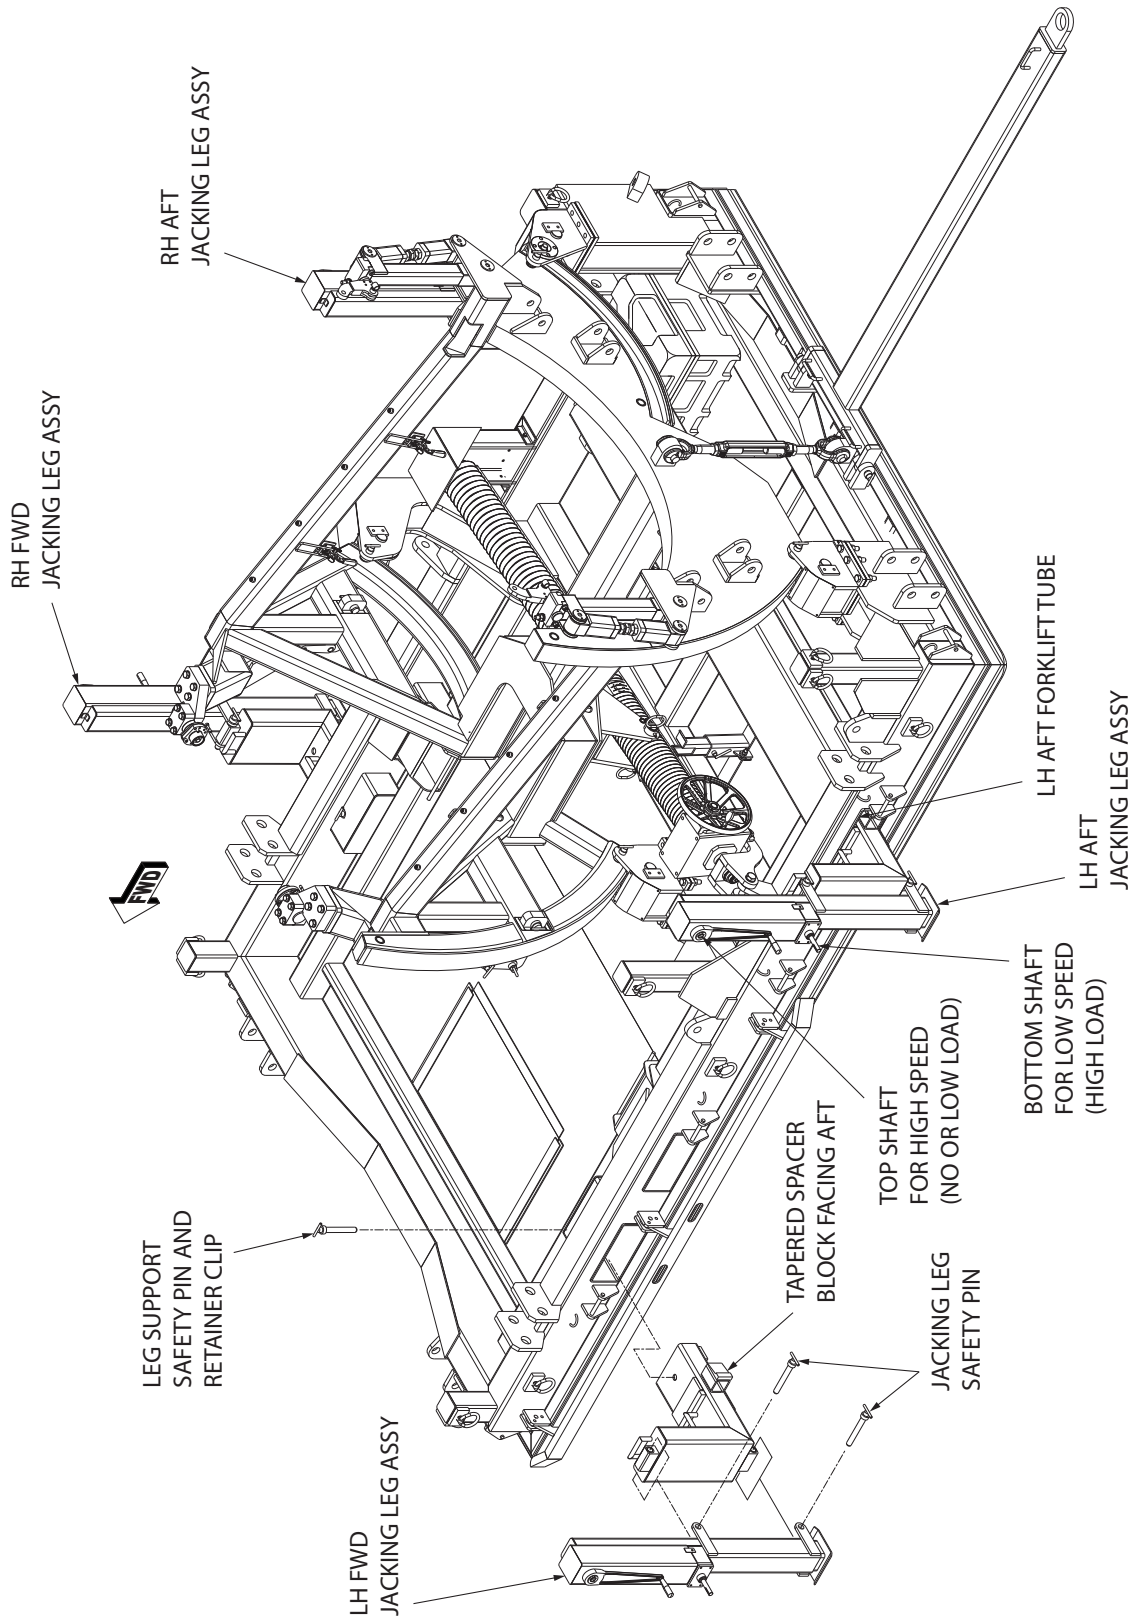 RH FWD
JACKING LEG ASSY
RH AFT
JACKING LEG ASSY
FWD
LEG SUPPORT
SAFETY PIN AND
RETAINER CLIP
LH FWD
JACKING LEG ASSY
TAPERED SPACER
BLOCK FACING AFT
JACKING LEG
SAFETY PIN
TOP SHAFT
FOR HIGH SPEED
(NO OR LOW LOAD)
BOTTOM SHAFT
FOR LOW SPEED
(HIGH LOAD)
LH AFT
JACKING LEG ASSY
LH AFT FORKLIFT TUBE